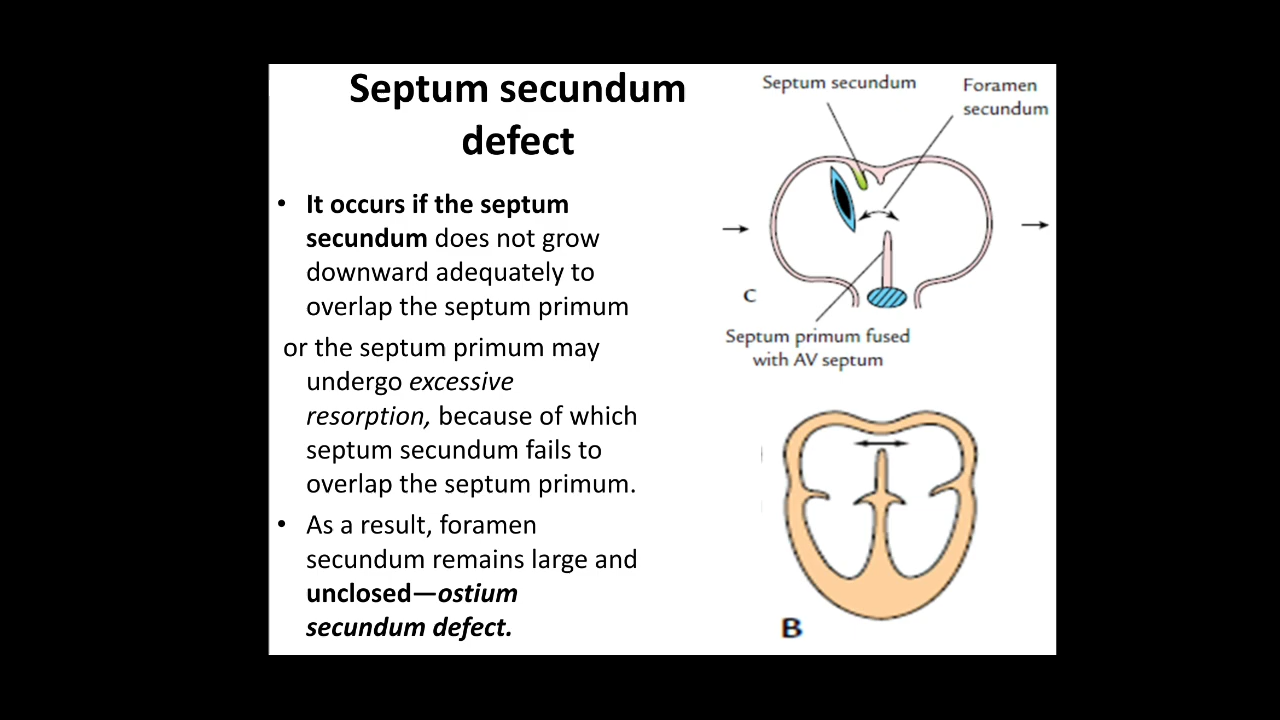 Septum secundum
defect
• It occurs if the septum
secundum does not grow
downward adequately to
overlap the septum primum
or the septum primum may
undergo excessive
resorption, because of which
septum secundum fails to
overlap the septum primum.
• As a result, foramen
secundum remains large and
unclosed—ostium
secundum defect.
Septum secundum
Foramen
secundum
C
Septum primum fused
with AV septum
B